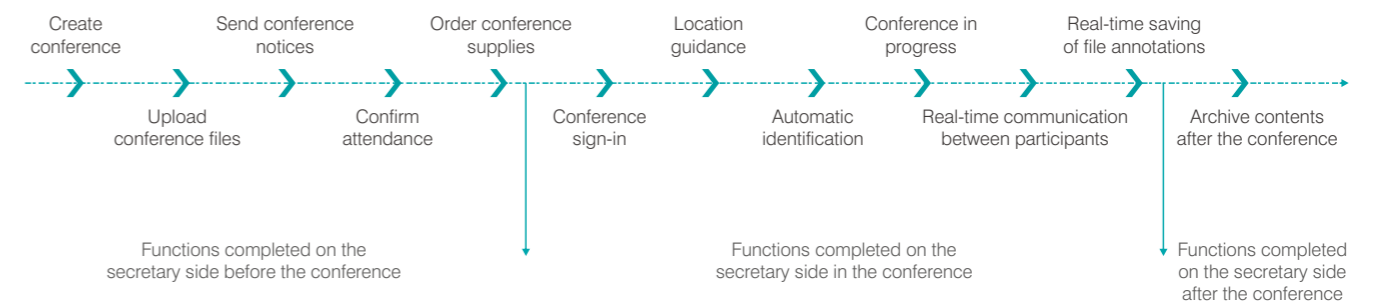 Create
conference
Send conference
notices
Order conference
supplies
Location
guidance
Conference in
progress
Real-time saving
of file annotations
Upload
conference files
Confirm
attendance
Conference
sign-in
Automatic
identification
Real-time communication
between participants
Archive contents
after the conference
Functions completed on the
secretary side before the conference
Functions completed on the
secretary side in the conference
Functions completed
on the secretary side
after the conference